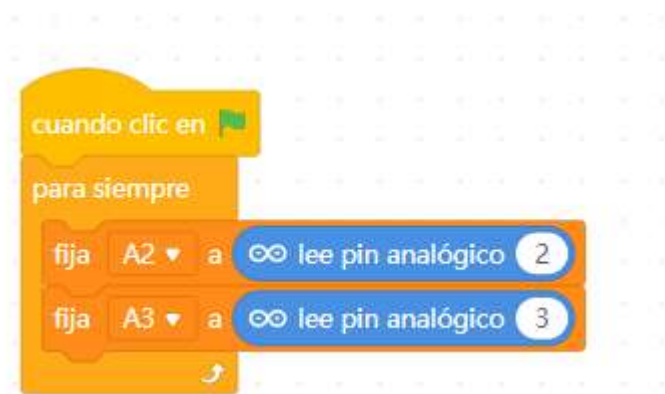 cuando clic en
para siempre
fija A2 a lee pin analógico 2
fija A3 a lee pin analógico 3